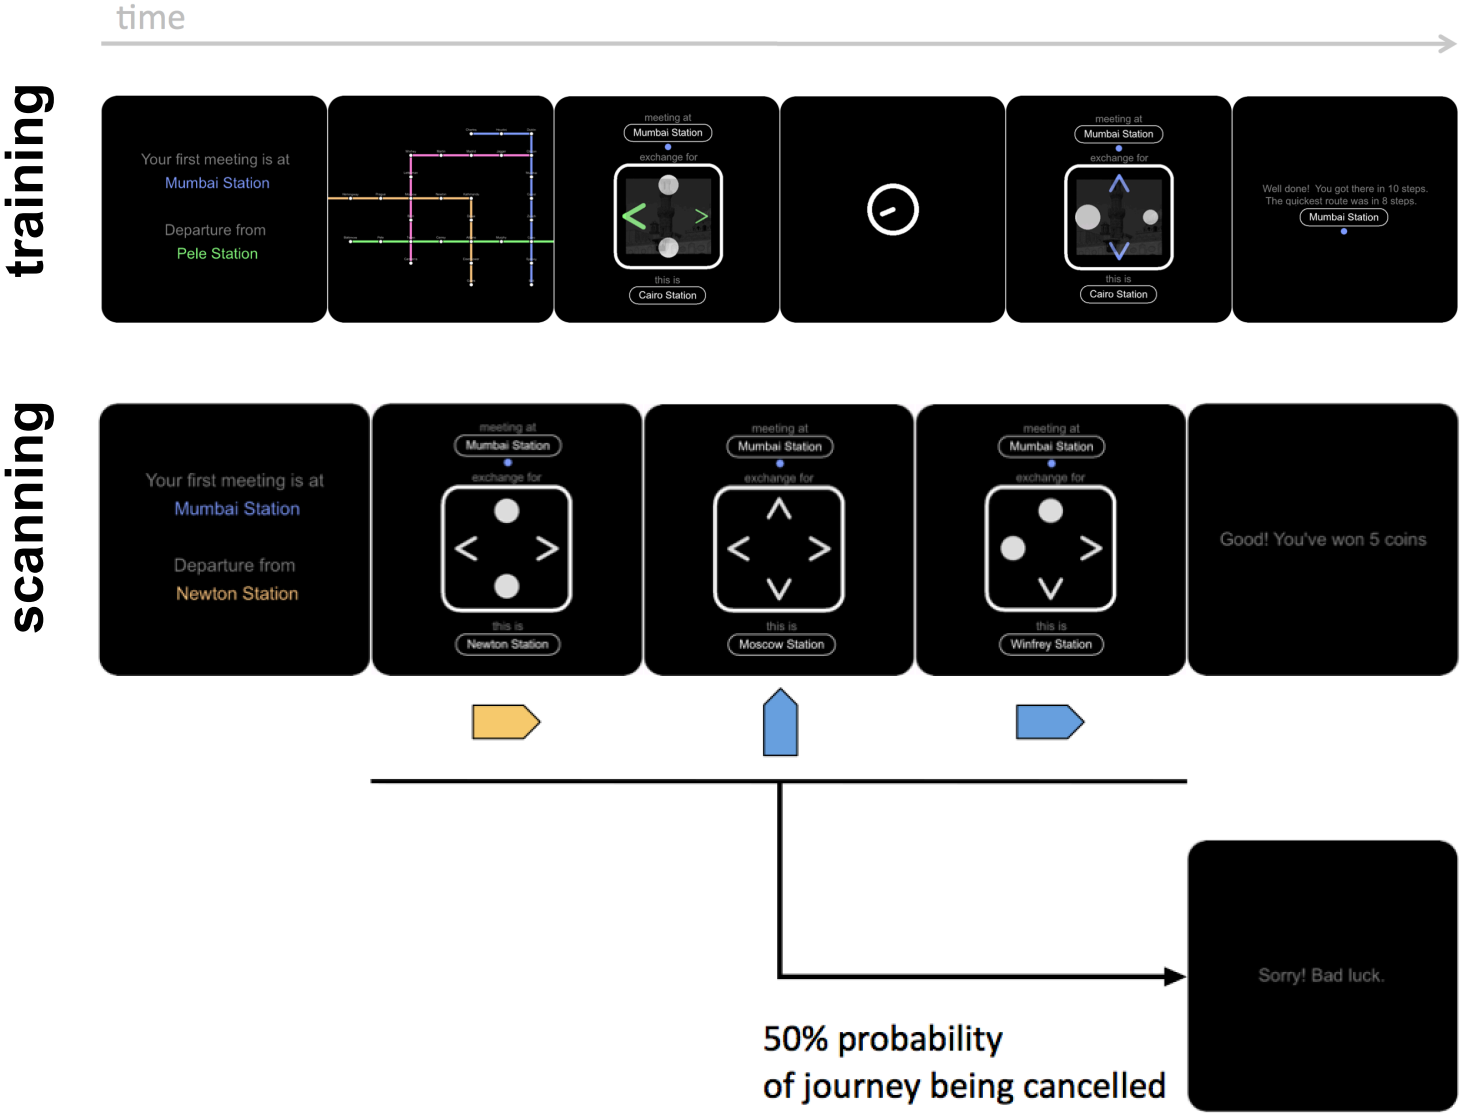 time
training
Your first meeting is at
Mumbai Station
Departure from
Pele Station
meeting at
Mumbai Station
exchange for
this is
Cairo Station
meeting at
Mumbai Station
exchange for
this is
Cairo Station
Well done! You got there in 10 steps.
The quickest route was in 8 steps.
Mumbai Station
scanning
Your first meeting is at
Mumbai Station
Departure from
Newton Station
meeting at
Mumbai Station
exchange for
this is
Newton Station
meeting at
Mumbai Station
exchange for
this is
Moscow Station
meeting at
Mumbai Station
exchange for
this is
Winfrey Station
Good! You've won 5 coins
50% probability
of journey being cancelled
Sorry! Bad luck.